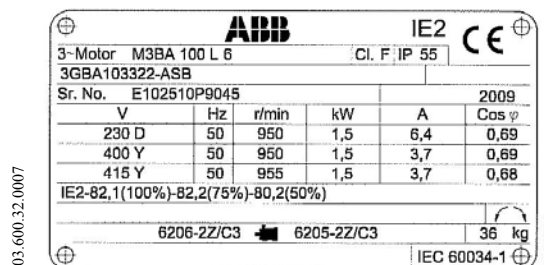 ABB IE2 CE
3~Motor M3BA 100 L 6 Cl. F IP 55
3GBA103322-ASB
Sr. No. E102510P9045 2009
V Hz r/min kW A Cos φ
230 D 50 950 1,5 6,4 0,69
400 Y 50 950 1,5 3,7 0,69
415 Y 50 955 1,5 3,7 0,68
IE2-82,1(100%)-82,2(75%)-80,2(50%)
6206-2Z/C3 6205-2Z/C3 36 kg
IEC 60034-1
03.600.32.0007